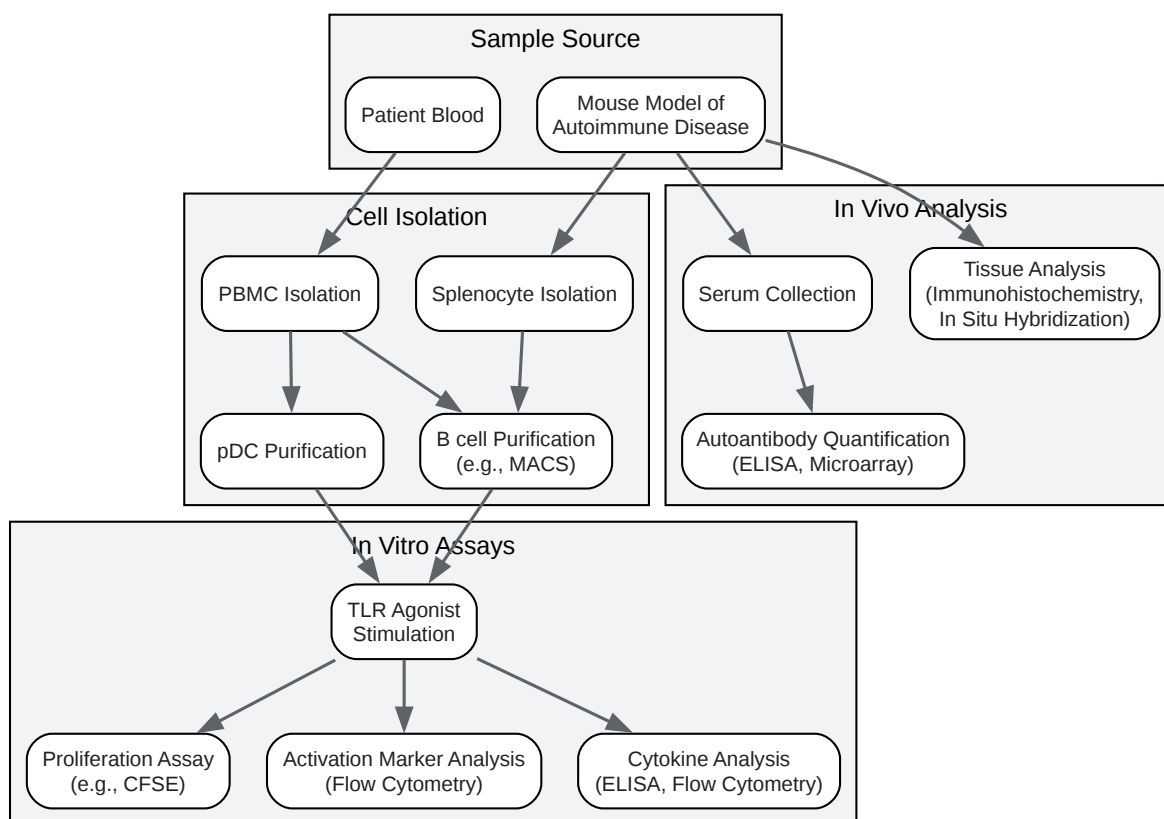 Sample Source
Patient Blood
Mouse Model of
Autoimmune Disease
Cell Isolation
In Vivo Analysis
PBMC Isolation
Splenocyte Isolation
Serum Collection
Tissue Analysis
(Immunohistochemistry,
In Situ Hybridization)
pDC Purification
B cell Purification
(e.g., MACS)
Autoantibody Quantification
(ELISA, Microarray)
In Vitro Assays
TLR Agonist
Stimulation
Proliferation Assay
(e.g., CFSE)
Activation Marker Analysis
(Flow Cytometry)
Cytokine Analysis
(ELISA, Flow Cytometry)